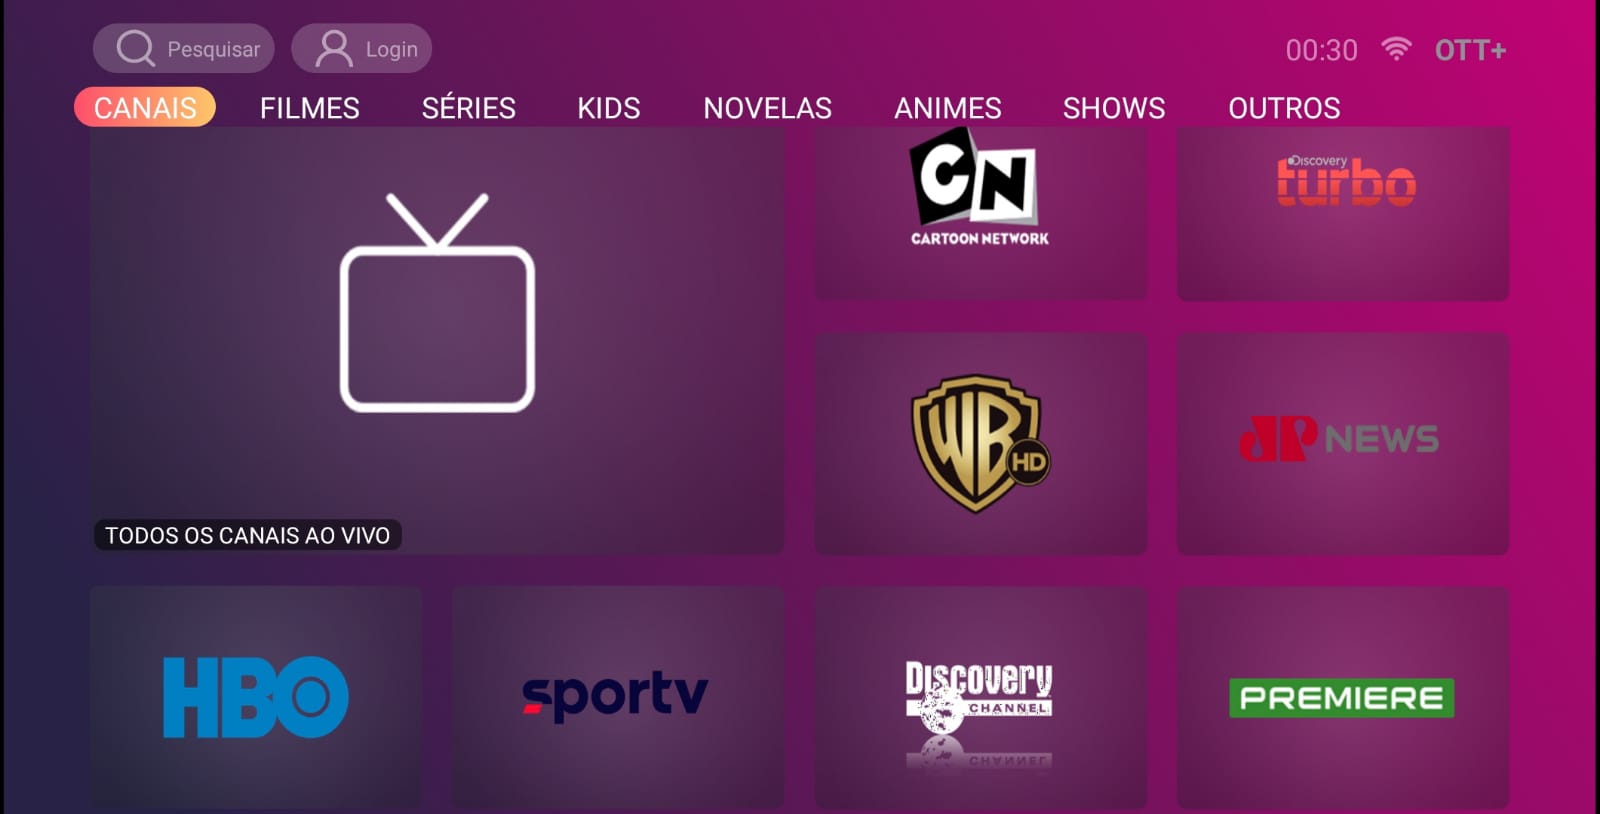 Pesquisar
Login
00:30
OTT+
CANAIS
FILMES
SÉRIES
KIDS
NOVELAS
ANIMES
SHOWS
OUTROS
CN
CARTOON NETWORK
Discovery
turbo
WB
HD
JP NEWS
TODOS OS CANAIS AO VIVO
HBO
sportv
Discovery
CHANNEL
PREMIERE